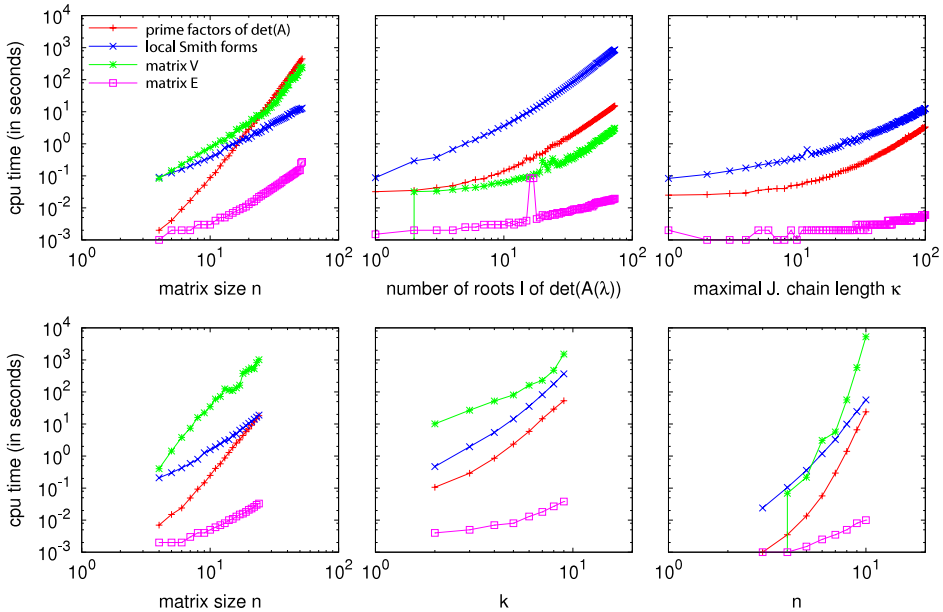 prime factors of det(A)
local Smith forms
matrix V
matrix E
cpu time (in seconds)
10^4
10^3
10^2
10^1
10^0
10^-1
10^-2
10^-3
10^0 10^1 10^2
matrix size n
10^0 10^1
number of roots l of det(A(λ))
10^0 10^1 10^2
maximal J. chain length κ
cpu time (in seconds)
10^4
10^3
10^2
10^1
10^0
10^-1
10^-2
10^-3
10^0 10^1 10^2
matrix size n
10^0 10^1
k
10^0 10^1
n